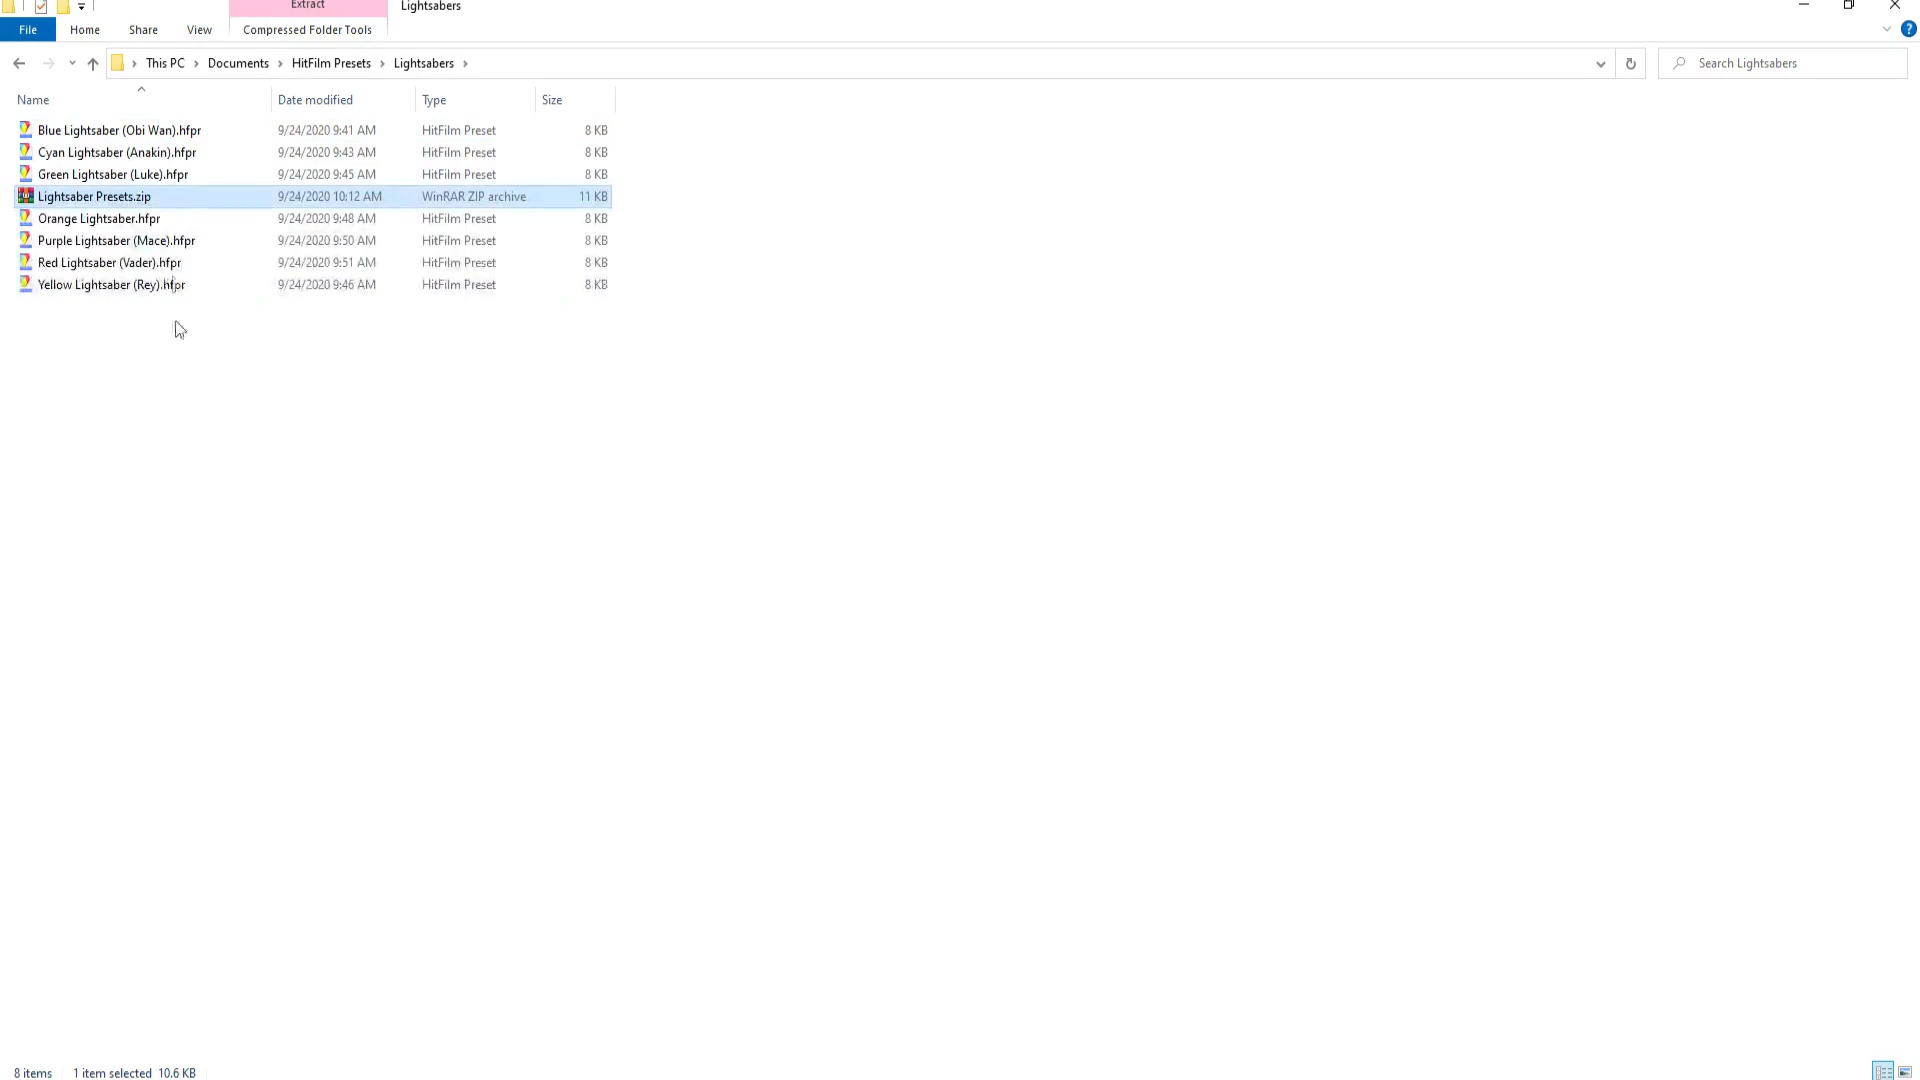 Extract
Lightsabers
File Home Share View Compressed Folder Tools
This PC Documents HitFilm Presets Lightsabers
Search Lightsabers
Name Date modified Type Size
Blue Lightsaber (Obi Wan).hfpr 9/24/2020 9:41 AM HitFilm Preset 8 KB
Cyan Lightsaber (Anakin).hfpr 9/24/2020 9:43 AM HitFilm Preset 8 KB
Green Lightsaber (Luke).hfpr 9/24/2020 9:45 AM HitFilm Preset 8 KB
Lightsaber Presets.zip 9/24/2020 10:12 AM WinRAR ZIP archive 11 KB
Orange Lightsaber.hfpr 9/24/2020 9:48 AM HitFilm Preset 8 KB
Purple Lightsaber (Mace).hfpr 9/24/2020 9:50 AM HitFilm Preset 8 KB
Red Lightsaber (Vader).hfpr 9/24/2020 9:51 AM HitFilm Preset 8 KB
Yellow Lightsaber (Rey).hfpr 9/24/2020 9:46 AM HitFilm Preset 8 KB
8 items 1 item selected 10.6 KB